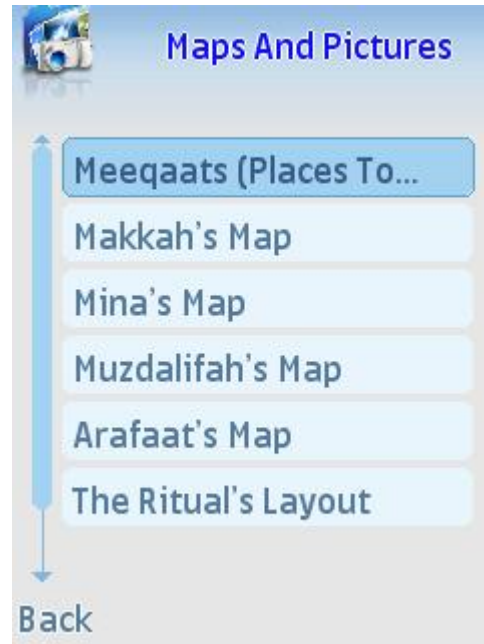 Maps And Pictures
Meeqaats (Places To...
Makkah's Map
Mina's Map
Muzdalifah's Map
Arafaat's Map
The Ritual's Layout
Back